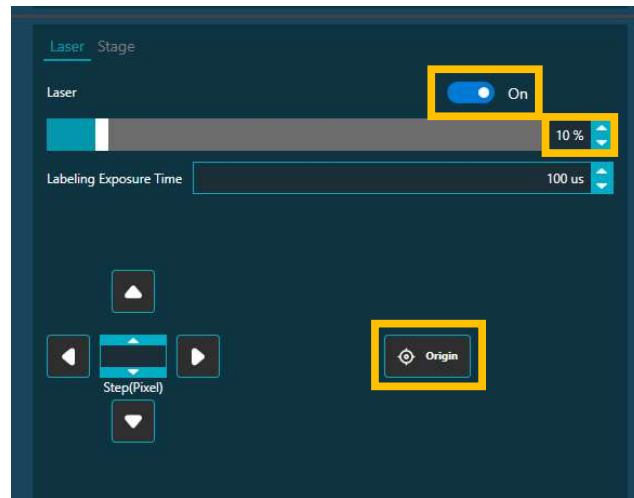 Laser Stage
Laser On
10 %
Labeling Exposure Time 100 us
Origin
Step(Pixel)